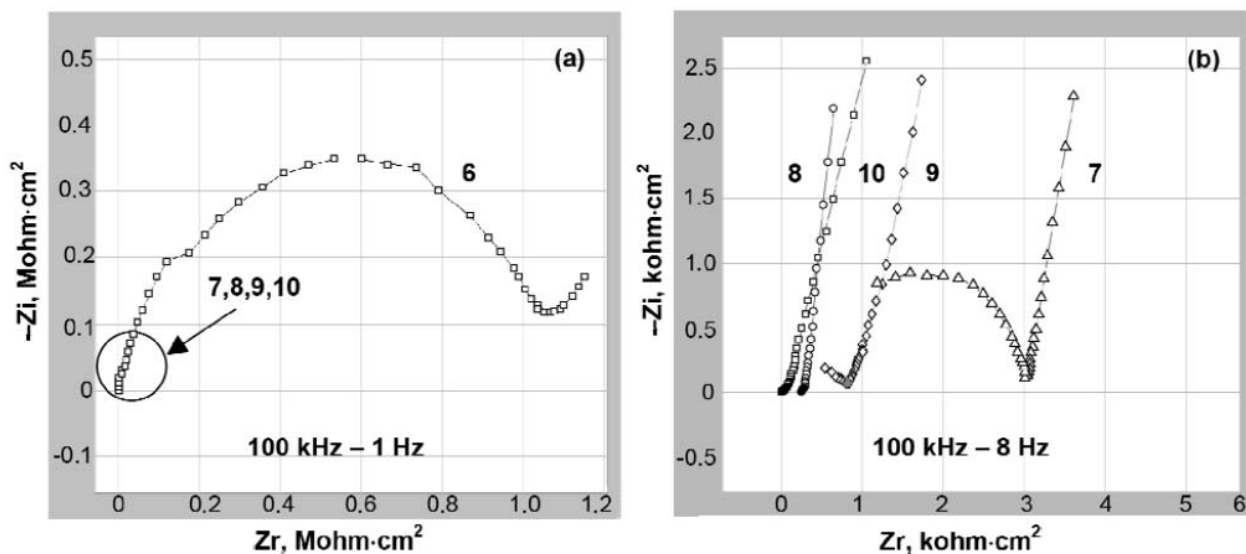 (a)
–Zi, Mohm·cm²
0.5
0.4
0.3
0.2
0.1
0
-0.1
6
7,8,9,10
100 kHz – 1 Hz
0 0.2 0.4 0.6 0.8 1.0 1.2
Zr, Mohm·cm²
(b)
–Zi, kohm·cm²
2.5
2.0
1.5
1.0
0.5
0
-0.5
8 10 9 7
100 kHz – 8 Hz
0 1 2 3 4 5 6
Zr, kohm·cm²